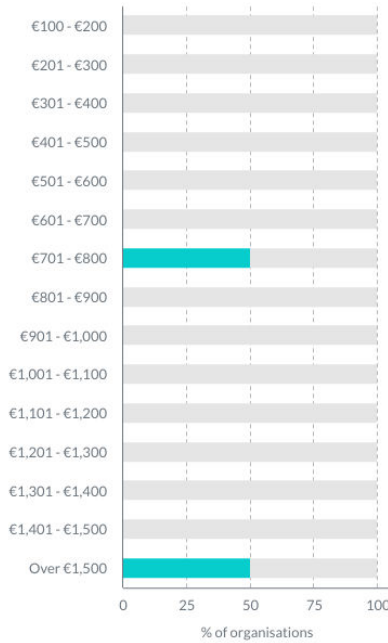 €100 - €200
€201 - €300
€301 - €400
€401 - €500
€501 - €600
€601 - €700
€701 - €800
€801 - €900
€901 - €1,000
€1,001 - €1,100
€1,101 - €1,200
€1,201 - €1,300
€1,301 - €1,400
€1,401 - €1,500
Over €1,500
0 25 50 75 100
% of organisations